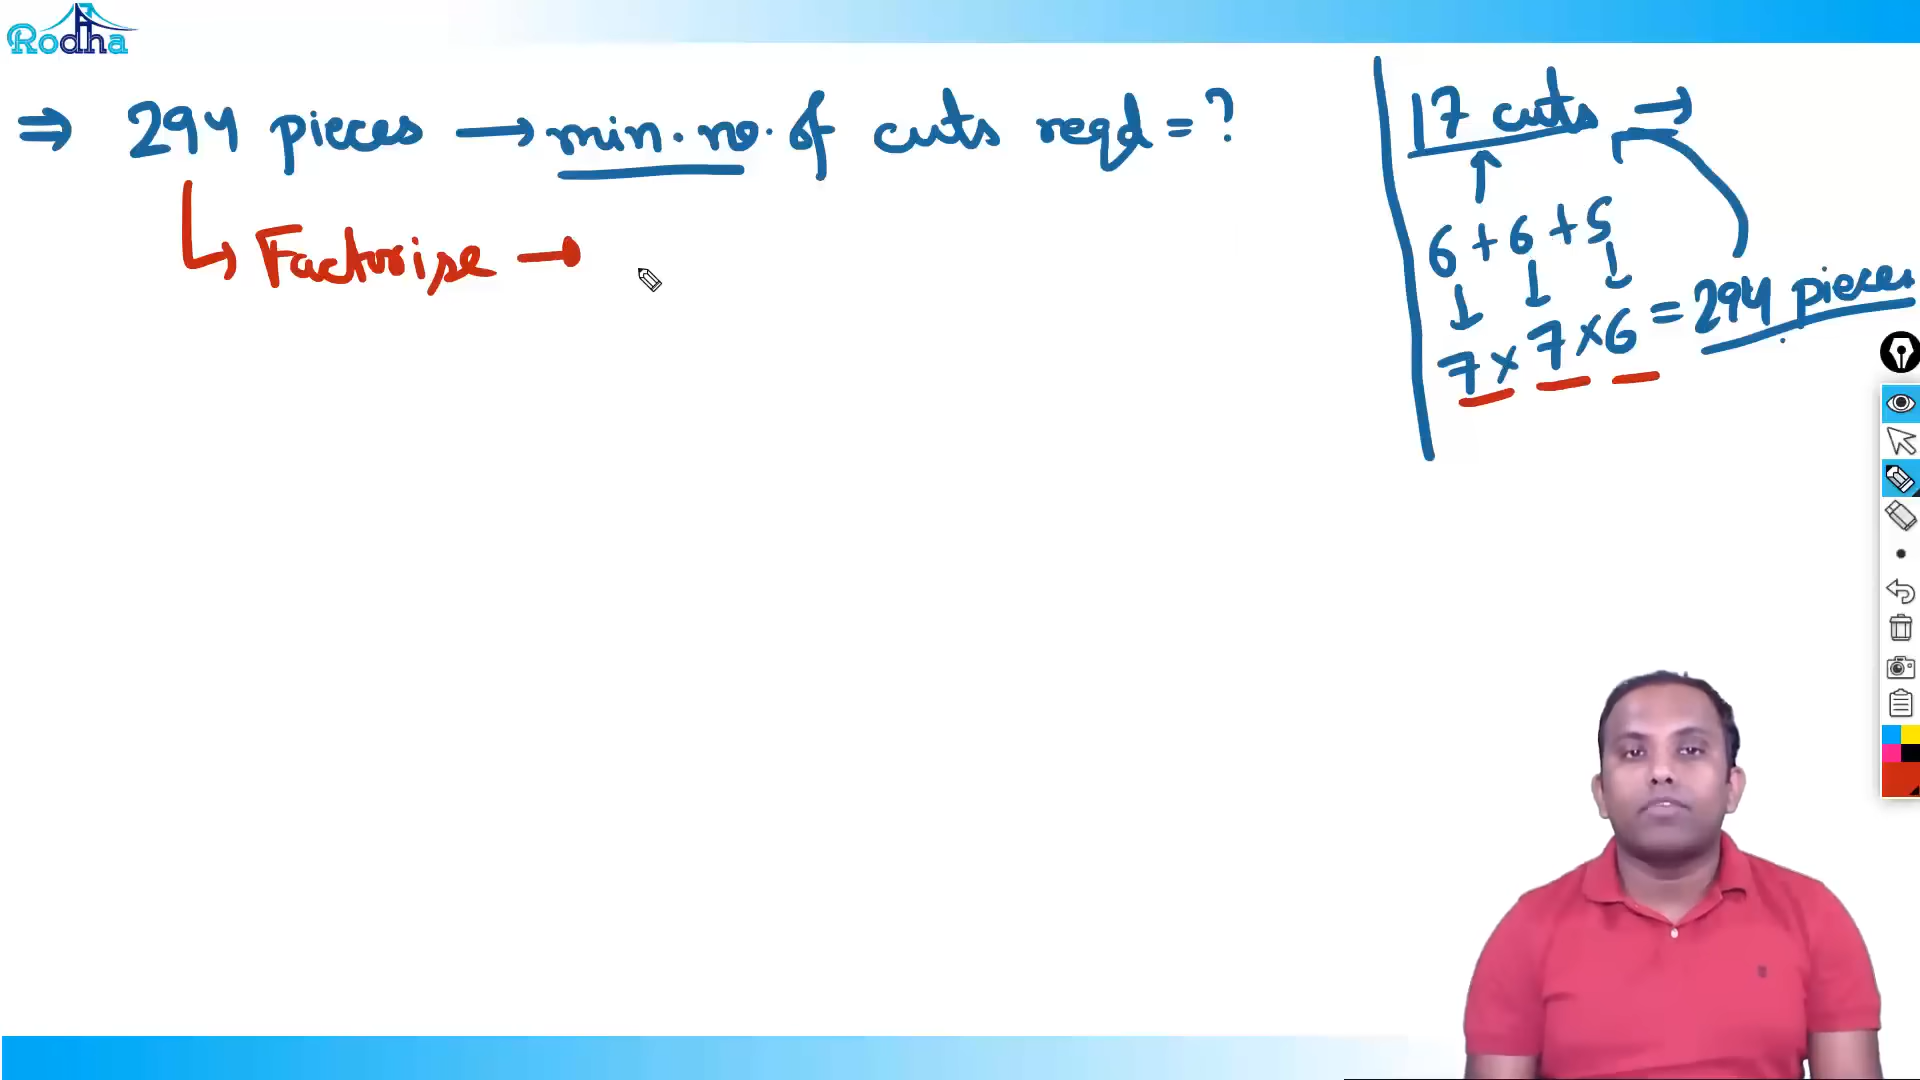 Rodha
⇒ 294 pieces → min. no. of cuts reqd = ?
↳ Factorise →
17 cuts →
6 + 6 + 5
7 × 7 × 6 = 294 pieces